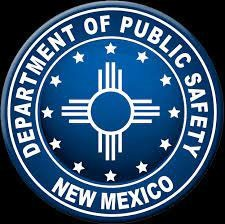 DEPARTMENT OF PUBLIC SAFETY
NEW MEXICO